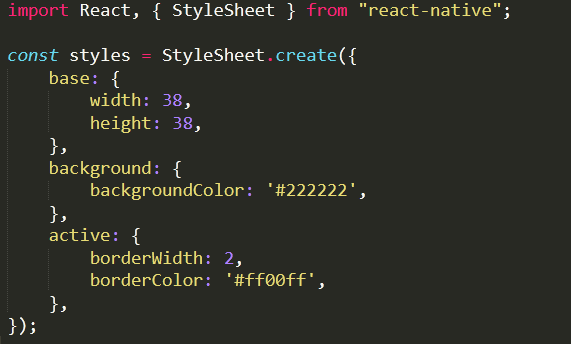 import React, { StyleSheet } from "react-native";

const styles = StyleSheet.create({
    base: {
        width: 38,
        height: 38,
    },
    background: {
        backgroundColor: '#222222',
    },
    active: {
        borderWidth: 2,
        borderColor: '#ff00ff',
    },
});